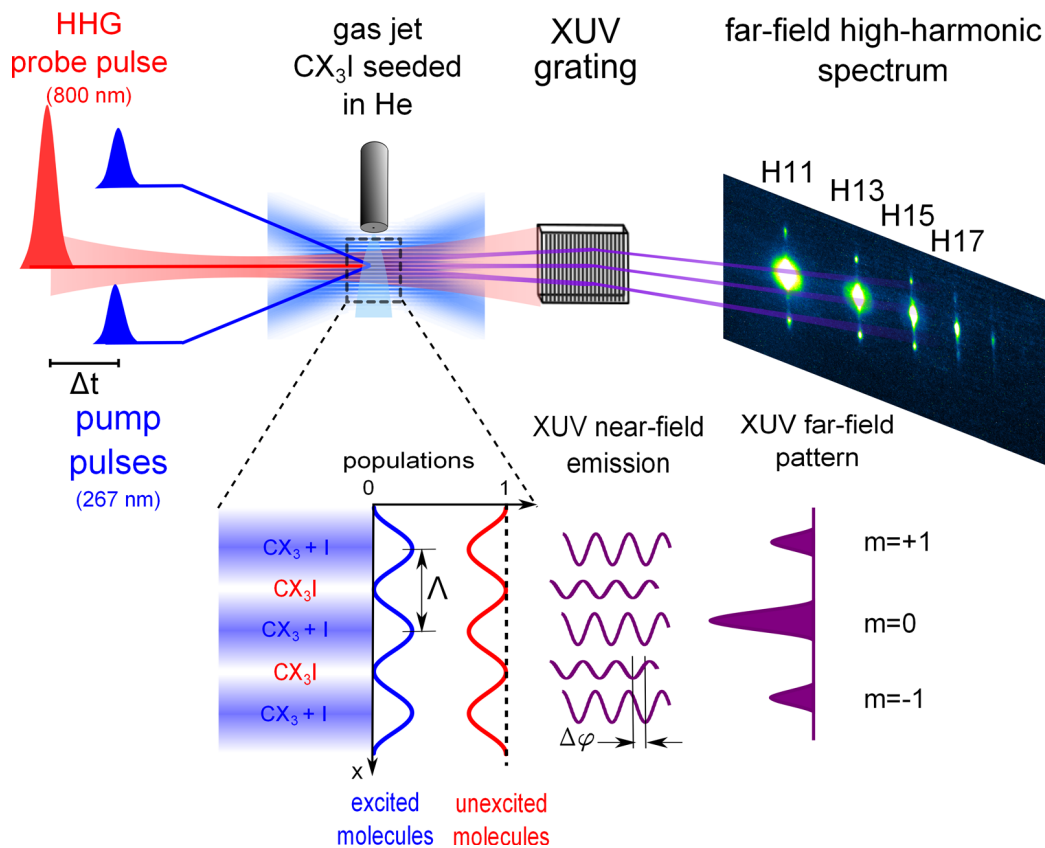 HHG
probe pulse
(800 nm)
gas jet
CX₃I seeded
in He
XUV
grating
far-field high-harmonic
spectrum
H11
H13
H15
H17
Δt
pump
pulses
(267 nm)
populations
0
1
CX₃ + I
CX₃I
CX₃ + I
CX₃I
CX₃ + I
Λ
x
excited
molecules
unexcited
molecules
XUV near-field
emission
Δφ
XUV far-field
pattern
m=+1
m=0
m=-1